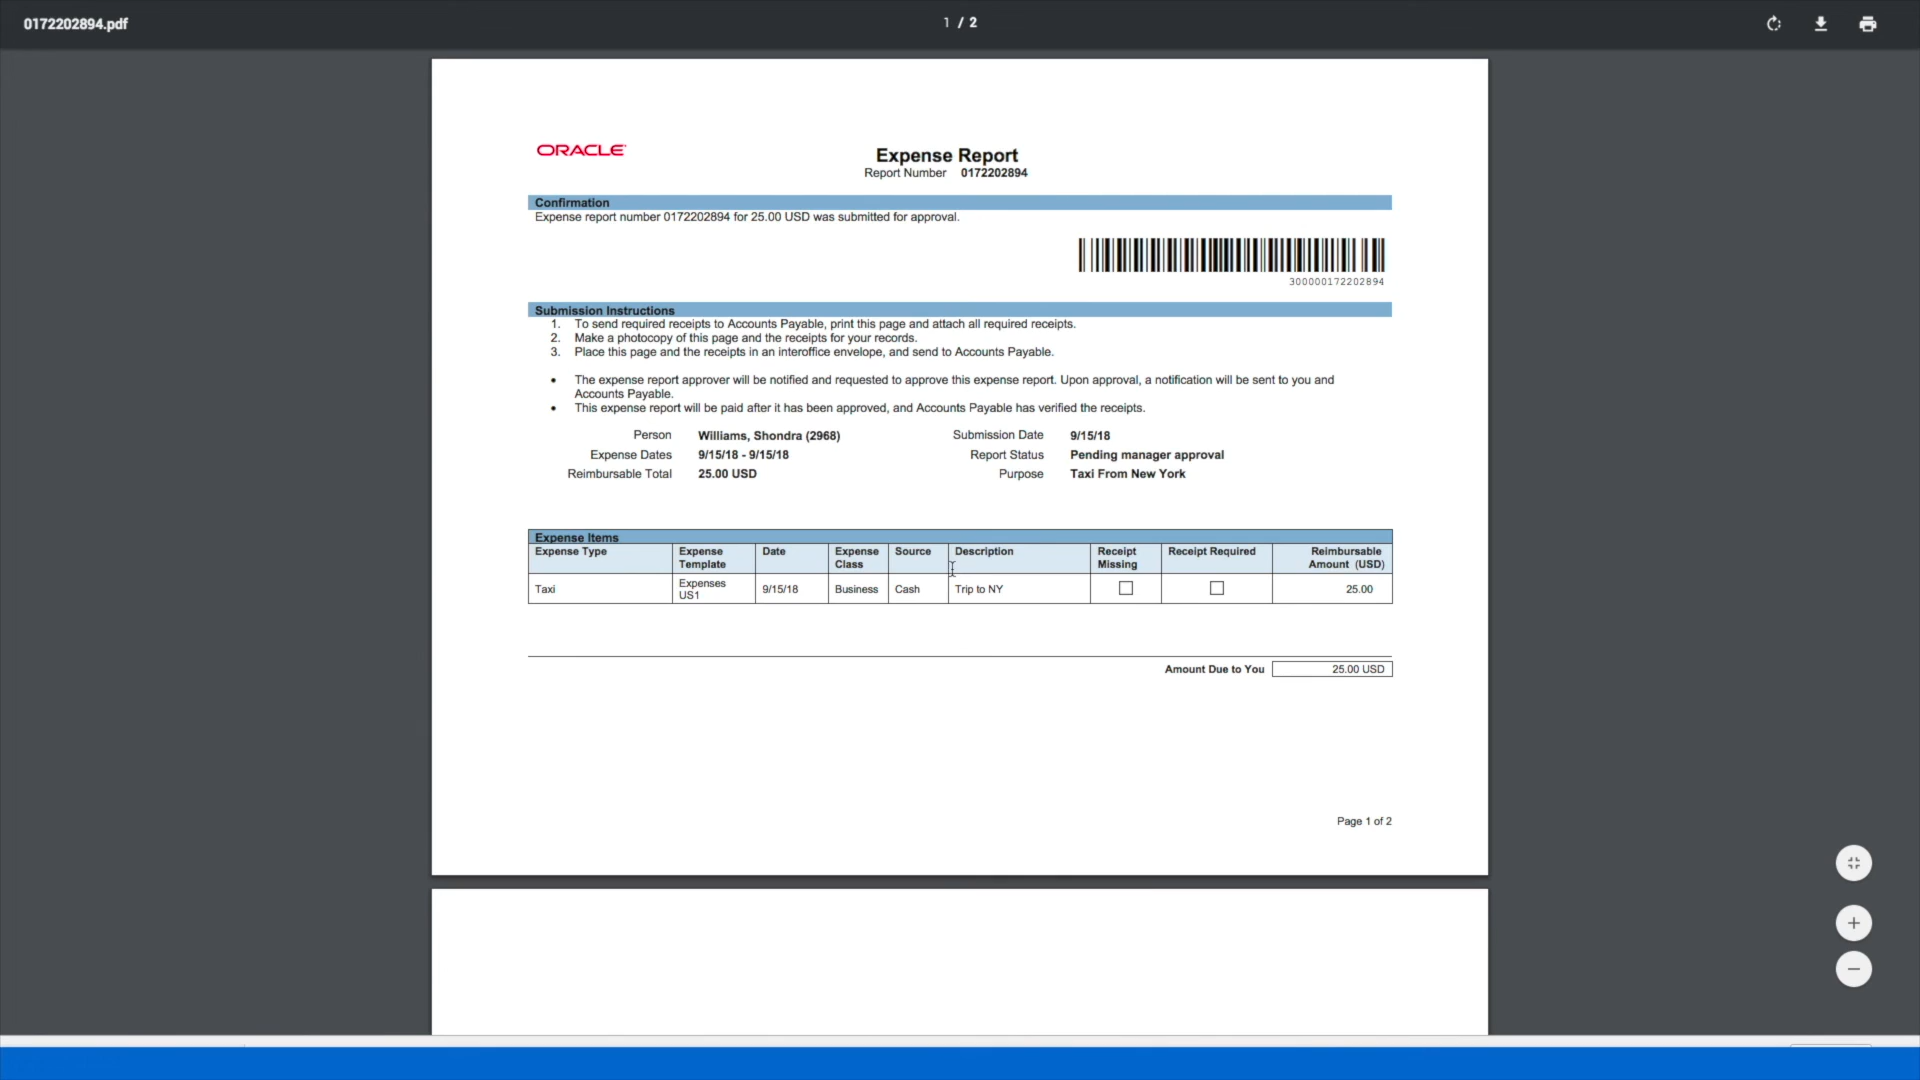 0172202894.pdf
1 / 2
ORACLE
Expense Report
Report Number 0172202894
Confirmation
Expense report number 0172202894 for 25.00 USD was submitted for approval.
300000172202894
Submission Instructions
1. To send required receipts to Accounts Payable, print this page and attach all required receipts.
2. Make a photocopy of this page and the receipts for your records.
3. Place this page and the receipts in an interoffice envelope, and send to Accounts Payable.
• The expense report approver will be notified and requested to approve this expense report. Upon approval, a notification will be sent to you and
Accounts Payable.
• This expense report will be paid after it has been approved, and Accounts Payable has verified the receipts.
Person Williams, Shondra (2968) Submission Date 9/15/18
Expense Dates 9/15/18 - 9/15/18 Report Status Pending manager approval
Reimbursable Total 25.00 USD Purpose Taxi From New York
Expense Items
Expense Type Expense Date Expense Source Description Receipt Receipt Required Reimbursable
Template Class Missing Amount (USD)
Taxi Expenses US1 9/15/18 Business Cash Trip to NY 25.00
Amount Due to You 25.00 USD
Page 1 of 2